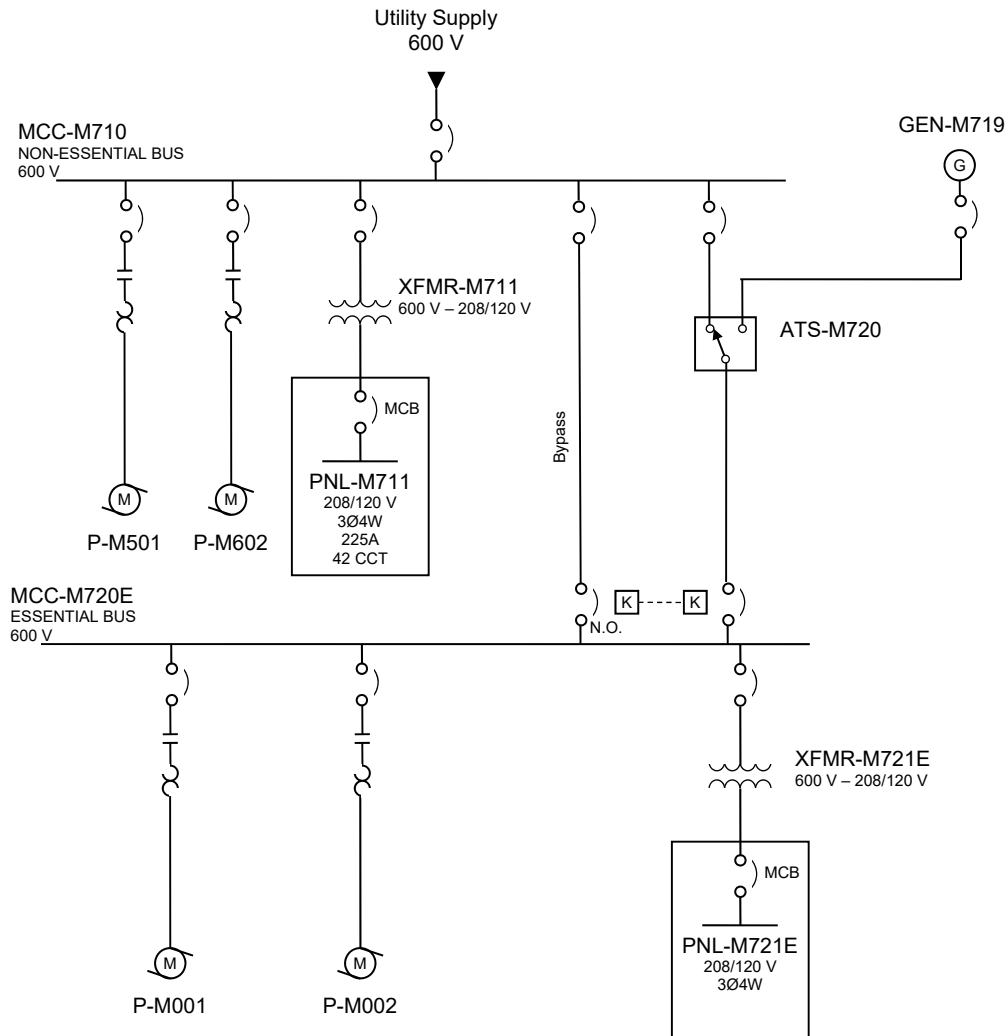 Utility Supply
600 V
MCC-M710
NON-ESSENTIAL BUS
600 V
GEN-M719
G
XFMR-M711
600 V – 208/120 V
ATS-M720
MCB
Bypass
PNL-M711
208/120 V
3Ø4W
225A
42 CCT
M
M
P-M501
P-M602
MCC-M720E
ESSENTIAL BUS
600 V
K
K
N.O.
XFMR-M721E
600 V – 208/120 V
MCB
PNL-M721E
208/120 V
3Ø4W
M
M
P-M001
P-M002